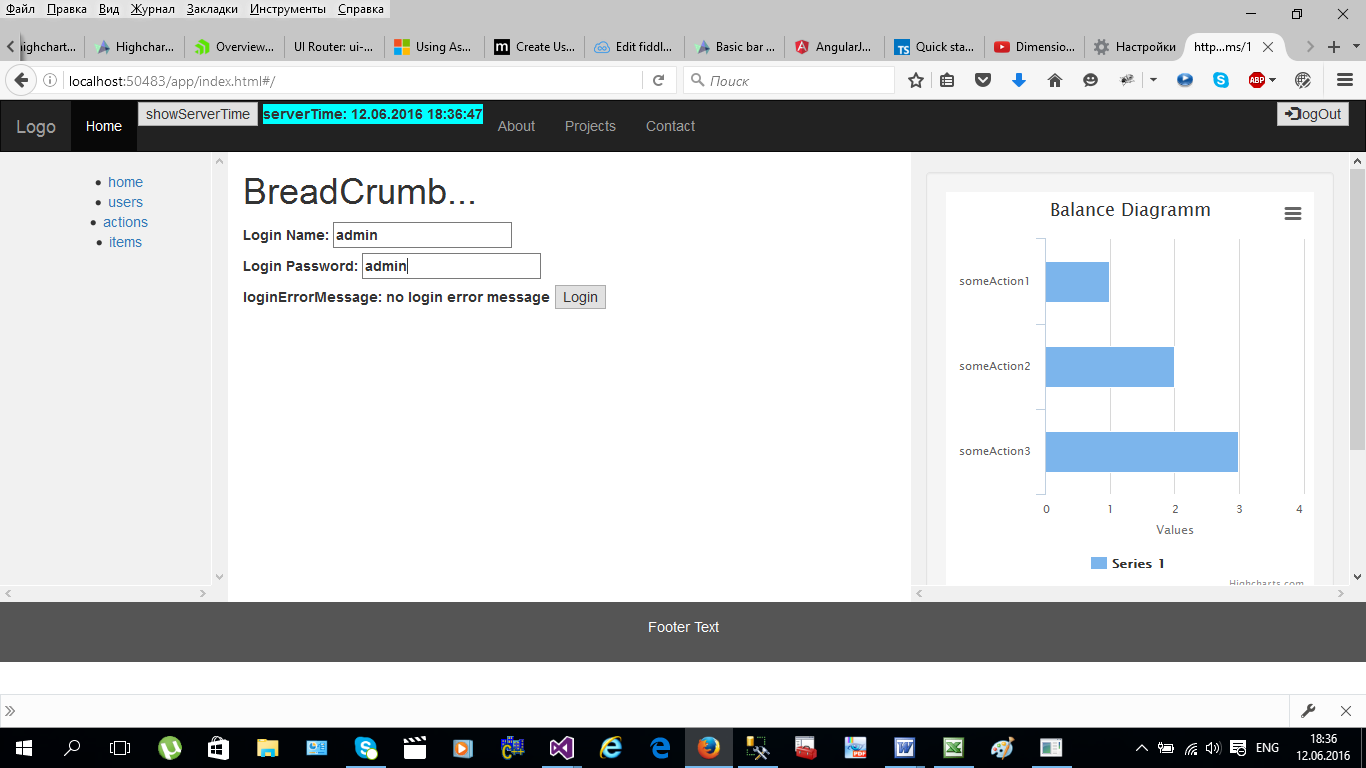 Файл Правка Вид Журнал Закладки Инструменты Справка
highchart... Highchar... Overview... UI Router: ui-... Using As... Create Us... Edit fiddl... Basic bar ... AngularJ... Quick sta... Dimensio... Настройки http...ms/1
localhost:50483/app/index.html#/ Поиск ABP
Logo Home showServerTime serverTime: 12.06.2016 18:36:47 About Projects Contact logOut
home
users
actions
items
BreadCrumb...
Login Name: admin
Login Password: admin
loginErrorMessage: no login error message Login
Balance Diagramm
someAction1
someAction2
someAction3
0 1 2 3 4
Values
Series 1
Highcharts.com
Footer Text
ENG 18:36
12.06.2016